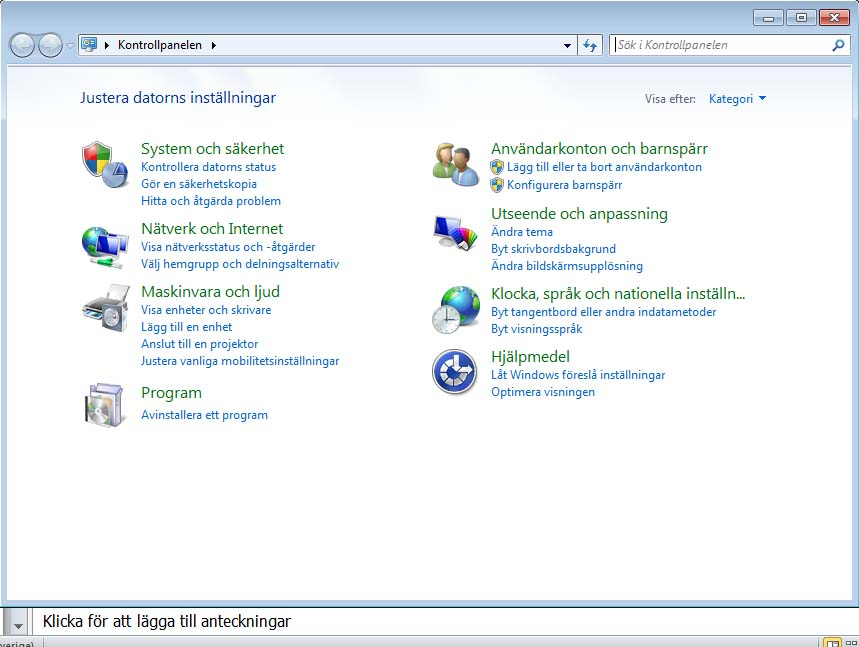 Kontrollpanelen
Sök i Kontrollpanelen
Justera datorns inställningar
Visa efter: Kategori
System och säkerhet
Kontrollera datorns status
Gör en säkerhetskopia
Hitta och åtgärda problem
Nätverk och Internet
Visa nätverksstatus och -åtgärder
Välj hemgrupp och delningsalternativ
Maskinvara och ljud
Visa enheter och skrivare
Lägg till en enhet
Anslut till en projektor
Justera vanliga mobilitetsinställningar
Program
Avinstallera ett program
Användarkonton och barnspärr
Lägg till eller ta bort användarkonton
Konfigurera barnspärr
Utseende och anpassning
Ändra tema
Byt skrivbordsbakgrund
Ändra bildskärmsupplösning
Klocka, språk och nationella inställn...
Byt tangentbord eller andra indatametoder
Byt visningsspråk
Hjälpmedel
Låt Windows föreslå inställningar
Optimera visningen
Klicka för att lägga till anteckningar